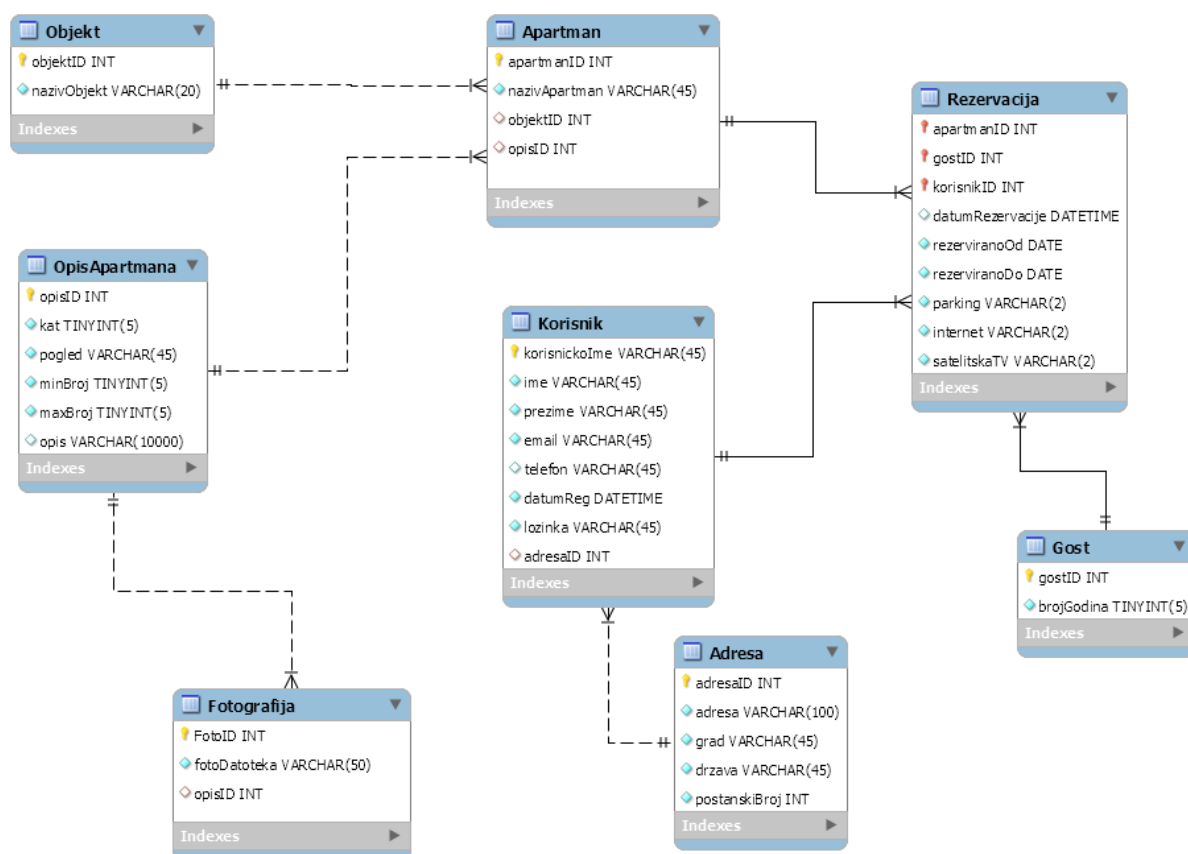 Objekt
objektID INT
nazivObjekt VARCHAR(20)
Indexes
Apartman
apartmanID INT
nazivApartman VARCHAR(45)
objektID INT
opisID INT
Indexes
Rezervacija
apartmanID INT
gostID INT
korisnikID INT
datumRezervacije DATETIME
rezerviranoOd DATE
rezerviranoDo DATE
parking VARCHAR(2)
internet VARCHAR(2)
satelitskaTV VARCHAR(2)
Indexes
OpisApartmana
opisID INT
kat TINYINT(5)
pogled VARCHAR(45)
minBroj TINYINT(5)
maxBroj TINYINT(5)
opis VARCHAR(10000)
Indexes
Korisnik
korisnickoIme VARCHAR(45)
ime VARCHAR(45)
prezime VARCHAR(45)
email VARCHAR(45)
telefon VARCHAR(45)
datumReg DATETIME
lozinka VARCHAR(45)
adresaID INT
Indexes
Gost
gostID INT
brojGodina TINYINT(5)
Indexes
Adresa
adresaID INT
adresa VARCHAR(100)
grad VARCHAR(45)
drzava VARCHAR(45)
postanskiBroj INT
Indexes
Fotografija
FotoID INT
fotoDatoteka VARCHAR(50)
opisID INT
Indexes